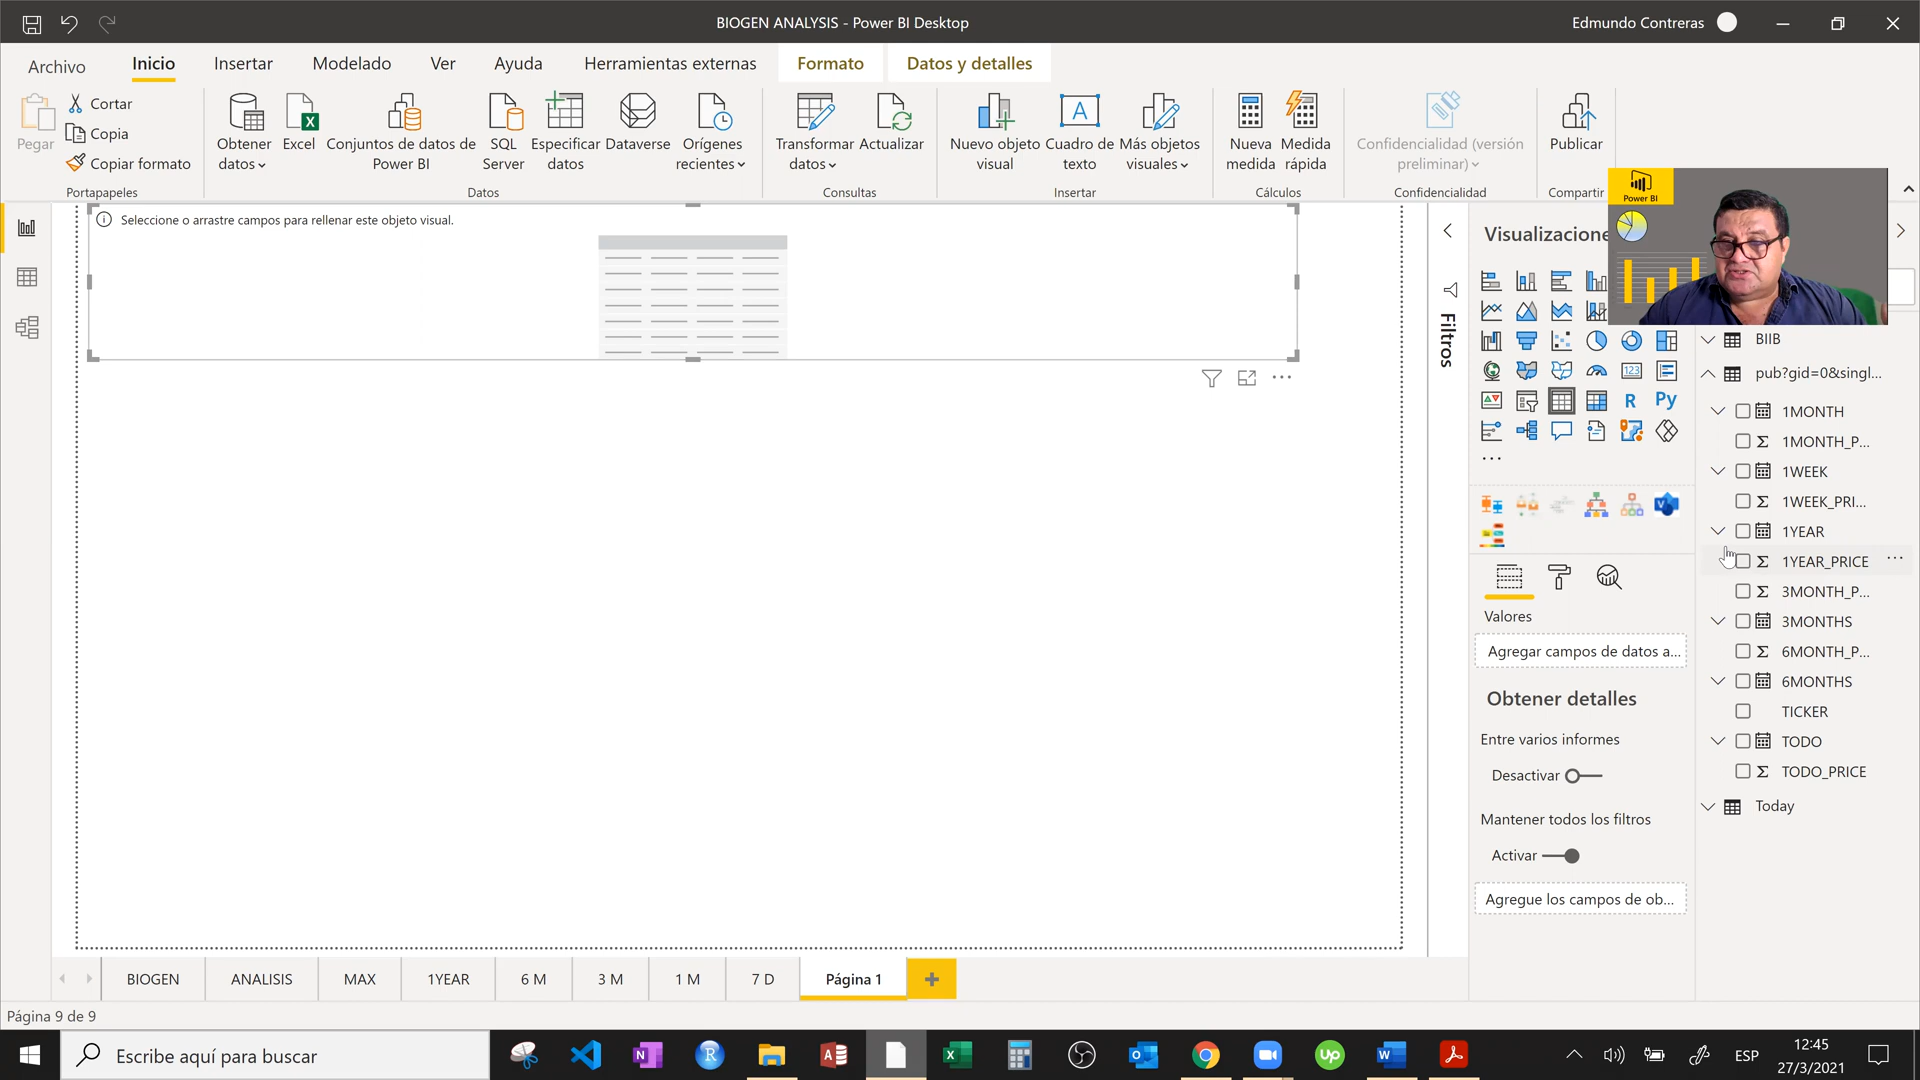 BIOGEN ANALYSIS - Power BI Desktop
Edmundo Contreras
Archivo
Inicio
Insertar
Modelado
Ver
Ayuda
Herramientas externas
Formato
Datos y detalles
Pegar
Cortar
Copia
Copiar formato
Portapapeles
Obtener
datos
Excel
Conjuntos de datos de
Power BI
SQL
Server
Especificar
datos
Dataverse
Orígenes
recientes
Datos
Transformar
datos
Actualizar
Consultas
Nuevo objeto
visual
Cuadro de
texto
Más objetos
visuales
Insertar
Nueva
medida
Medida
rápida
Cálculos
Confidencialidad (versión
preliminar)
Confidencialidad
Publicar
Compartir
Power BI
Seleccione o arrastre campos para rellenar este objeto visual.
Filtros
Visualizacione
123
R
Py
Valores
Agregar campos de datos a...
Obtener detalles
Entre varios informes
Desactivar
Mantener todos los filtros
Activar
Agregue los campos de ob...
BIIB
pub?gid=0&singl...
1MONTH
1MONTH_P...
1WEEK
1WEEK_PRI...
1YEAR
1YEAR_PRICE
3MONTH_P...
3MONTHS
6MONTH_P...
6MONTHS
TICKER
TODO
TODO_PRICE
Today
BIOGEN
ANALISIS
MAX
1YEAR
6 M
3 M
1 M
7 D
Página 1
Página 9 de 9
Escribe aquí para buscar
ESP
12:45
27/3/2021